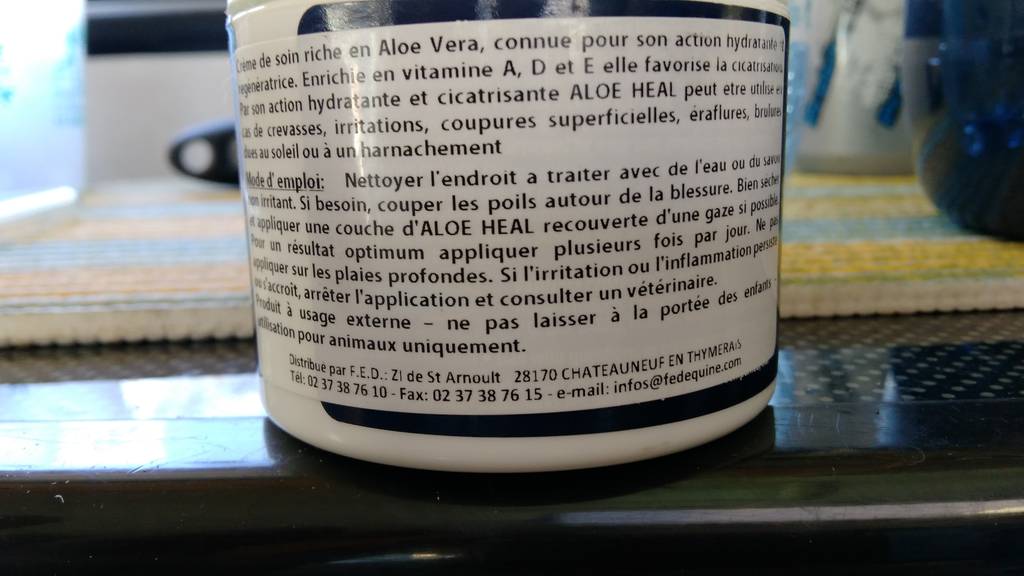 Crème de soin riche en Aloe Vera, connue pour son action hydratante et
regénératrice. Enrichie en vitamine A, D et E elle favorise la cicatrisation.
Par son action hydratante et cicatrisante ALOE HEAL peut étre utilisé en
cas de crevasses, irritations, coupures superficielles, éraflures, brulures
dues au soleil ou à un harnachement
Mode d'emploi: Nettoyer l'endroit a traiter avec de l'eau ou du savon
non irritant. Si besoin, couper les poils autour de la blessure. Bien sécher
et appliquer une couche d'ALOE HEAL recouverte d'une gaze si possible.
Pour un résultat optimum appliquer plusieurs fois par jour. Ne pas
appliquer sur les plaies profondes. Si l'irritation ou l'inflammation persiste
ou s'accroit, arrêter l'application et consulter un vétérinaire.
Produit à usage externe – ne pas laisser à la portée des enfants -
utilisation pour animaux uniquement.
Distribué par F.E.D.: ZI de St Arnoult 28170 CHATEAUNEUF EN THYMERAIS
Tél: 02 37 38 76 10 - Fax: 02 37 38 76 15 - e-mail: infos@fedequine.com